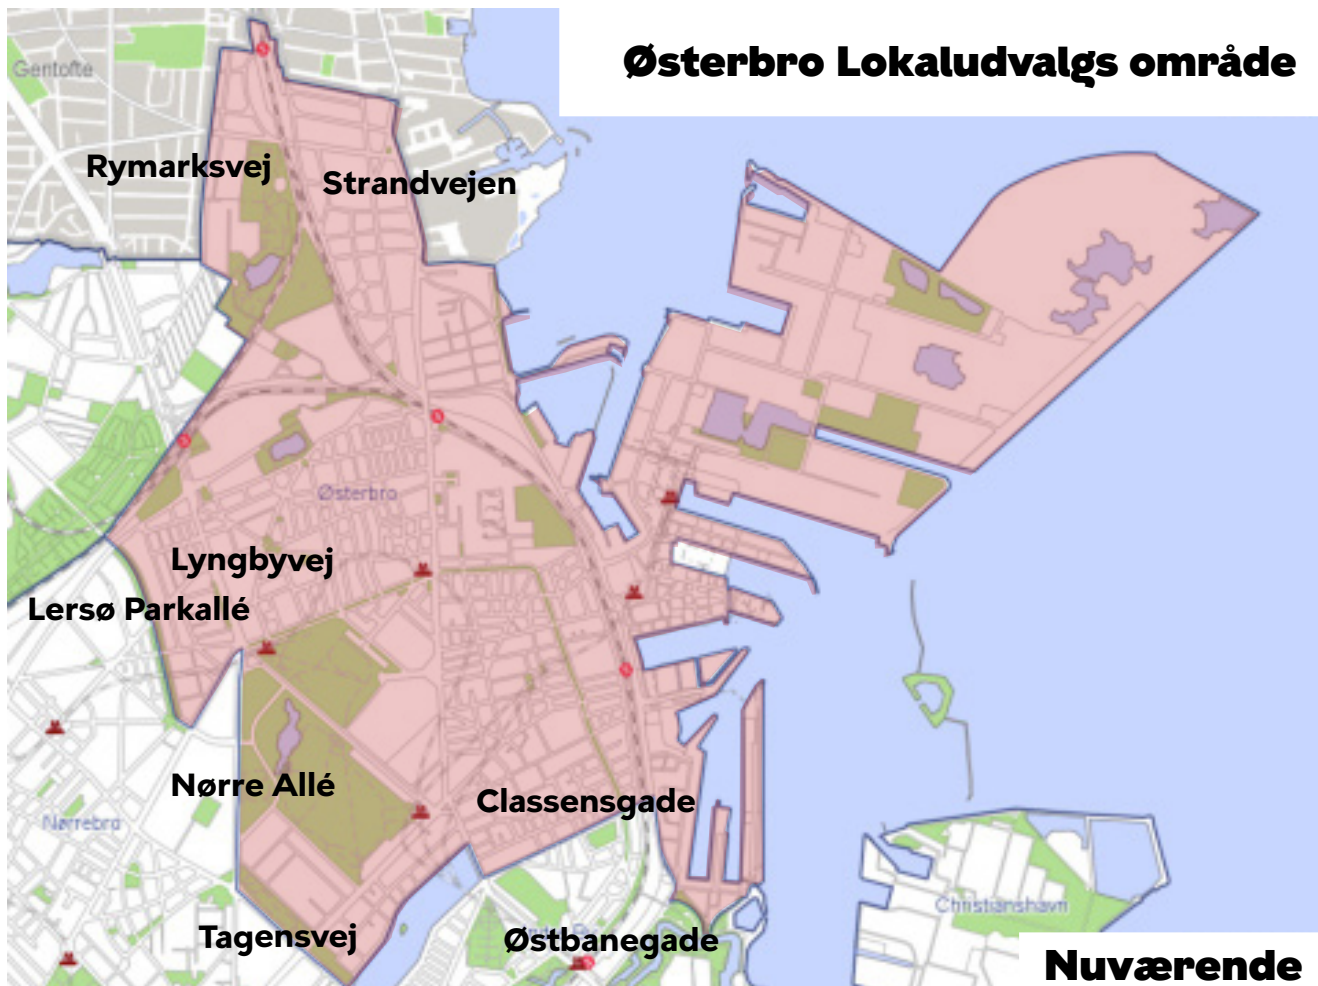 Østerbro Lokaludvalgs område
Gentofte
Rymarksvej
Strandvejen
Østerbro
Lyngbyvej
Lersø Parkallé
Nørre Allé
Classensgade
Nørrebro
Christianshavn
Tagensvej
Østbanegade
Nuværende